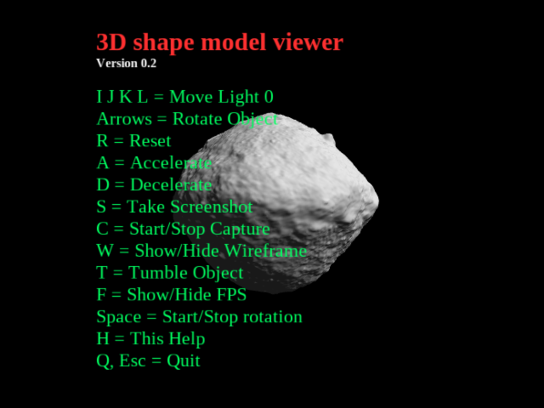 3D shape model viewer
Version 0.2
I J K L = Move Light 0
Arrows = Rotate Object
R = Reset
A = Accelerate
D = Decelerate
S = Take Screenshot
C = Start/Stop Capture
W = Show/Hide Wireframe
T = Tumble Object
F = Show/Hide FPS
Space = Start/Stop rotation
H = This Help
Q, Esc = Quit